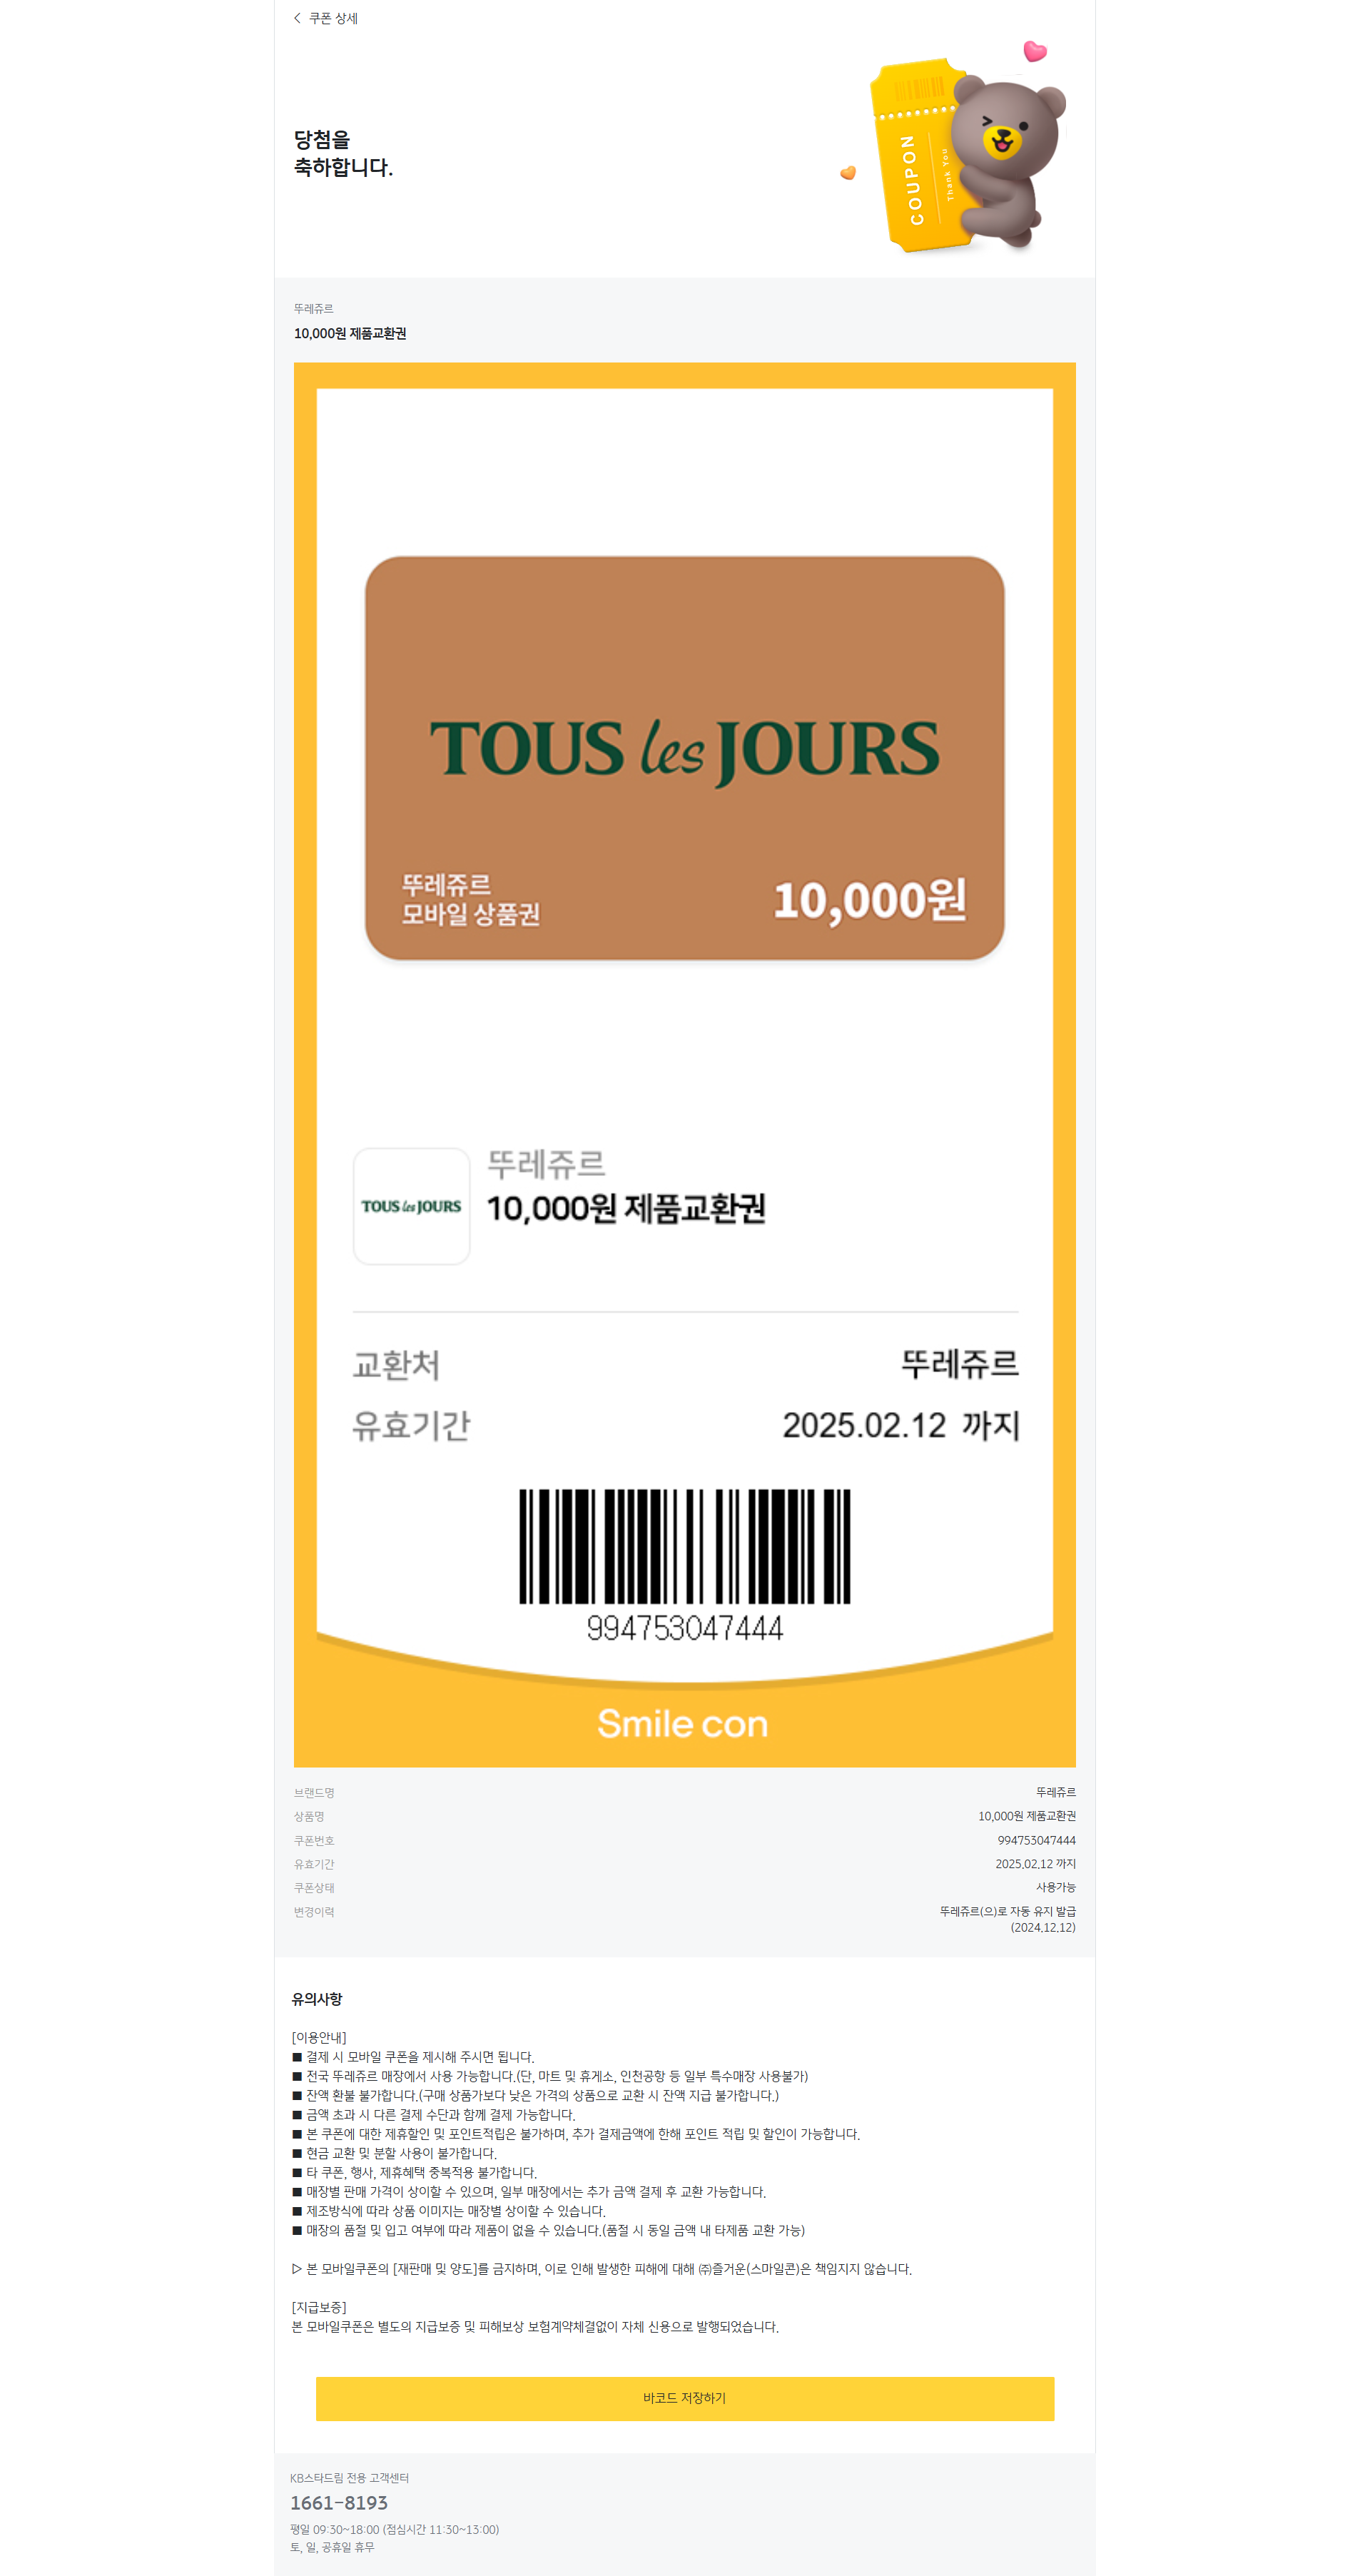 쿠폰 상세
당첨을
축하합니다.
COUPON
Thank You
뚜레쥬르
10,000원 제품교환권
TOUS les JOURS
뚜레쥬르
모바일 상품권
10,000원
TOUS les JOURS
뚜레쥬르
10,000원 제품교환권
교환처 뚜레쥬르
유효기간 2025.02.12 까지
994753047444
Smile con
브랜드명 뚜레쥬르
상품명 10,000원 제품교환권
쿠폰번호 994753047444
유효기간 2025.02.12 까지
쿠폰상태 사용가능
변경이력 뚜레쥬르(으)로 자동 유지 발급
(2024.12.12)
유의사항
[이용안내]
■ 결제 시 모바일 쿠폰을 제시해 주시면 됩니다.
■ 전국 뚜레쥬르 매장에서 사용 가능합니다.(단, 마트 및 휴게소, 인천공항 등 일부 특수매장 사용불가)
■ 잔액 환불 불가합니다.(구매 상품가보다 낮은 가격의 상품으로 교환 시 잔액 지급 불가합니다.)
■ 금액 초과 시 다른 결제 수단과 함께 결제 가능합니다.
■ 본 쿠폰에 대한 제휴할인 및 포인트적립은 불가하며, 추가 결제금액에 한해 포인트 적립 및 할인이 가능합니다.
■ 현금 교환 및 분할 사용이 불가합니다.
■ 타 쿠폰, 행사, 제휴혜택 중복적용 불가합니다.
■ 매장별 판매 가격이 상이할 수 있으며, 일부 매장에서는 추가 금액 결제 후 교환 가능합니다.
■ 제조방식에 따라 상품 이미지는 매장별 상이할 수 있습니다.
■ 매장의 품절 및 입고 여부에 따라 제품이 없을 수 있습니다.(품절 시 동일 금액 내 타제품 교환 가능)
▷ 본 모바일쿠폰의 [재판매 및 양도]를 금지하며, 이로 인해 발생한 피해에 대해 ㈜즐거운(스마일콘)은 책임지지 않습니다.
[지급보증]
본 모바일쿠폰은 별도의 지급보증 및 피해보상 보험계약체결없이 자체 신용으로 발행되었습니다.
바코드 저장하기
KB스타드림 전용 고객센터
1661-8193
평일 09:30~18:00 (점심시간 11:30~13:00)
토, 일, 공휴일 휴무